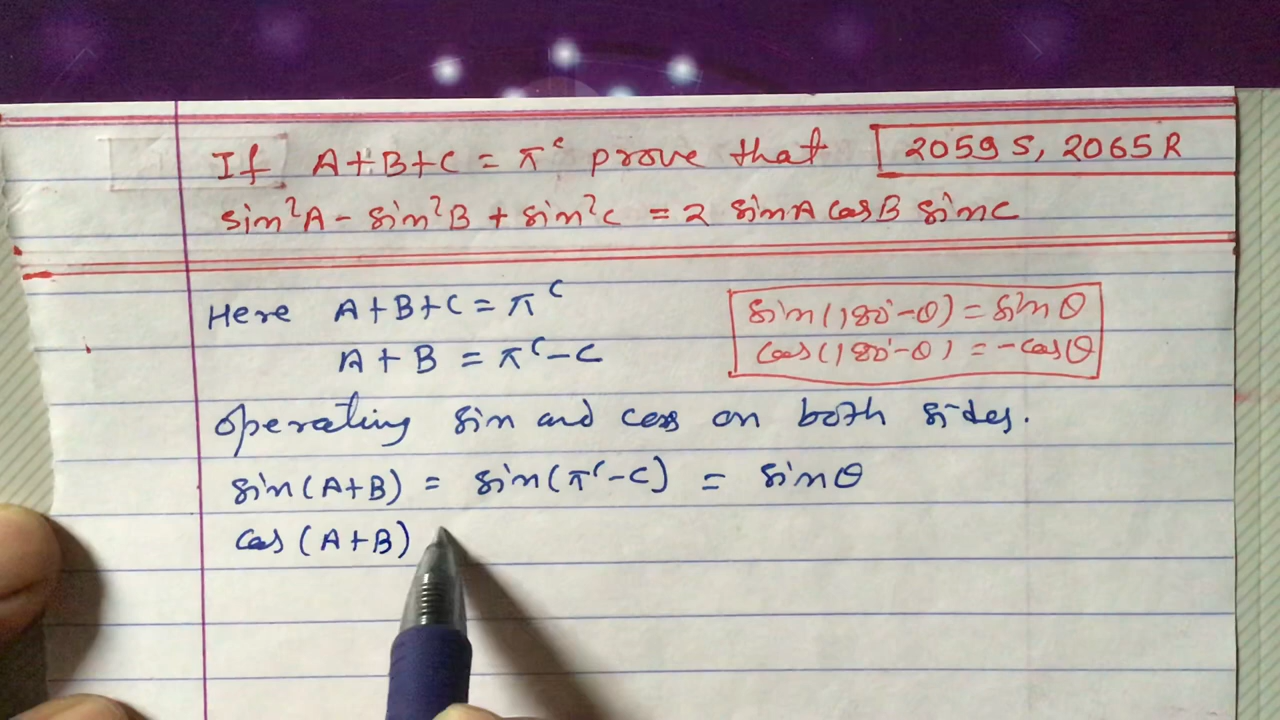 If A+B+C = π^c prove that 2059 S, 2065 R
sin²A - sin²B + sin²C = 2 sinA cosB sinC
Here A+B+C = π^c
sin(180°-θ) = sinθ
A+B = π^c-C
cos(180°-θ) = -cosθ
operating sin and cos on both sides.
sin(A+B) = sin(π^c-C) = sinθ
cos(A+B)